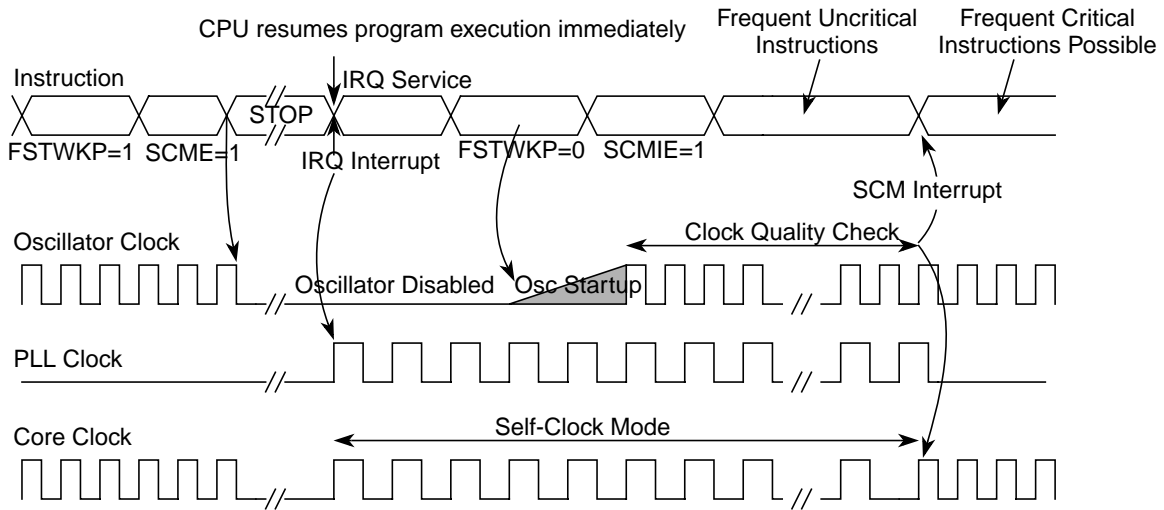 CPU resumes program execution immediately
Frequent Uncritical
Instructions
Frequent Critical
Instructions Possible
Instruction
IRQ Service
STOP
FSTWKP=1
SCME=1
IRQ Interrupt
FSTWKP=0
SCMIE=1
SCM Interrupt
Oscillator Clock
Clock Quality Check
Oscillator Disabled
Osc Startup
PLL Clock
Core Clock
Self-Clock Mode